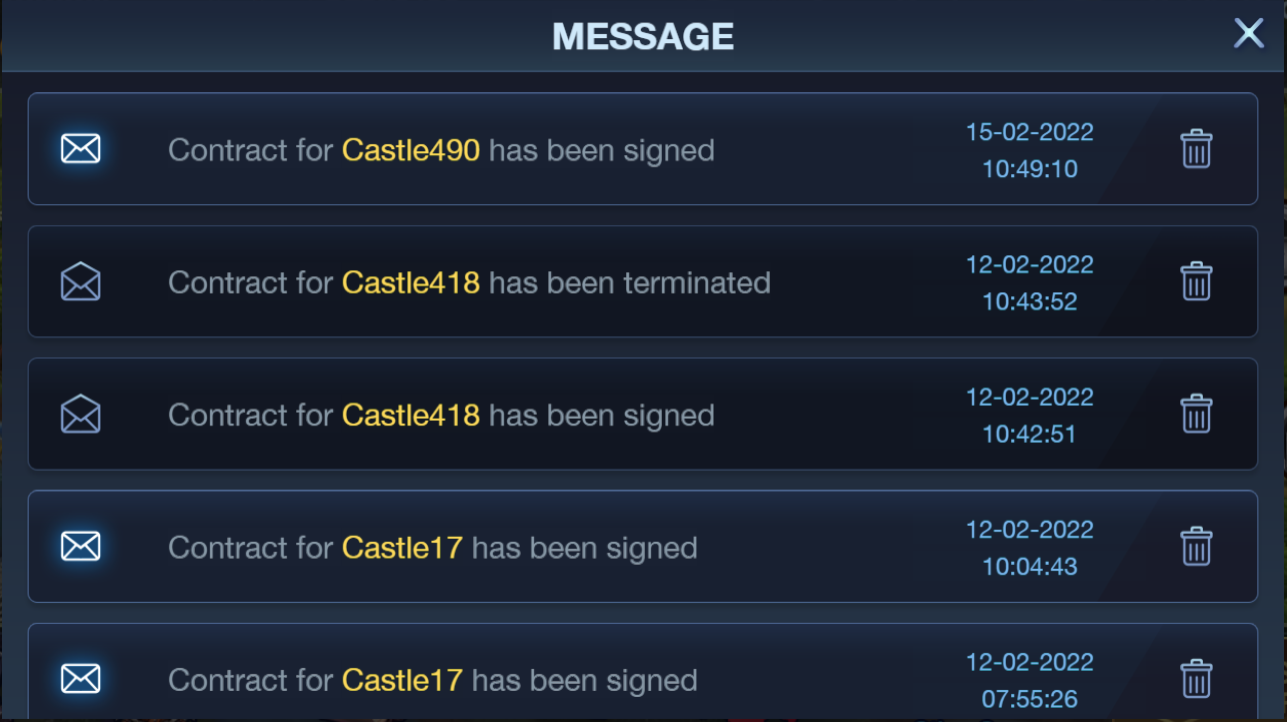 MESSAGE
Contract for Castle490 has been signed
15-02-2022
10:49:10
Contract for Castle418 has been terminated
12-02-2022
10:43:52
Contract for Castle418 has been signed
12-02-2022
10:42:51
Contract for Castle17 has been signed
12-02-2022
10:04:43
Contract for Castle17 has been signed
12-02-2022
07:55:26